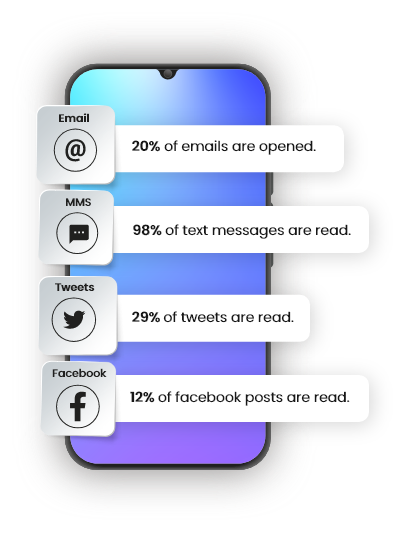 Email
20% of emails are opened.
MMS
98% of text messages are read.
Tweets
29% of tweets are read.
Facebook
12% of facebook posts are read.